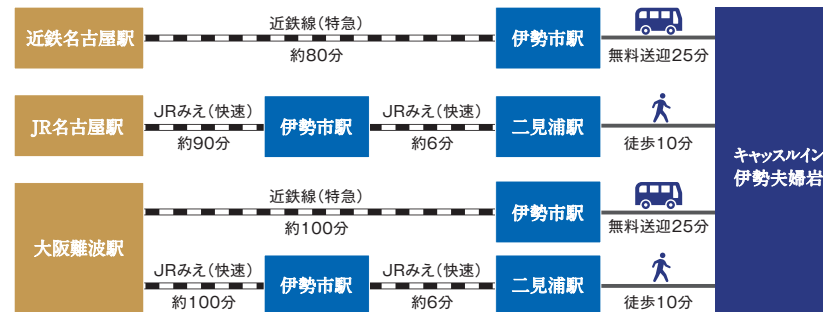 近鉄名古屋駅
近鉄線(特急)
約80分
伊勢市駅
無料送迎25分
JR名古屋駅
JRみえ(快速)
約90分
伊勢市駅
JRみえ(快速)
約6分
二見浦駅
徒歩10分
キャッスルイン
伊勢夫婦岩
大阪難波駅
近鉄線(特急)
約100分
伊勢市駅
無料送迎25分
JRみえ(快速)
約100分
伊勢市駅
JRみえ(快速)
約6分
二見浦駅
徒歩10分